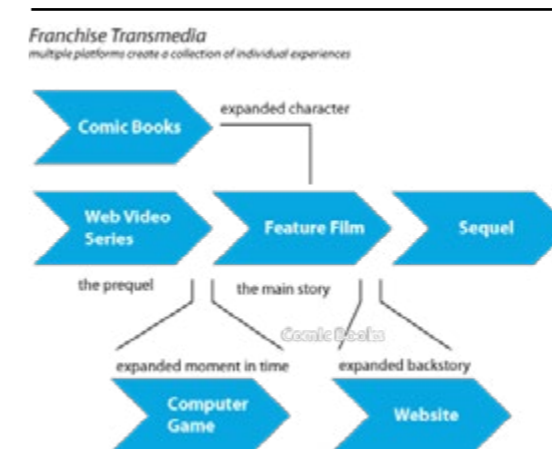 Franchise Transmedia
multiple platforms create a collection of individual experiences
expanded character
Comic Books
Web Video
Series
Feature Film
Sequel
the prequel
the main story
Comic Books
expanded moment in time
expanded backstory
Computer
Game
Website